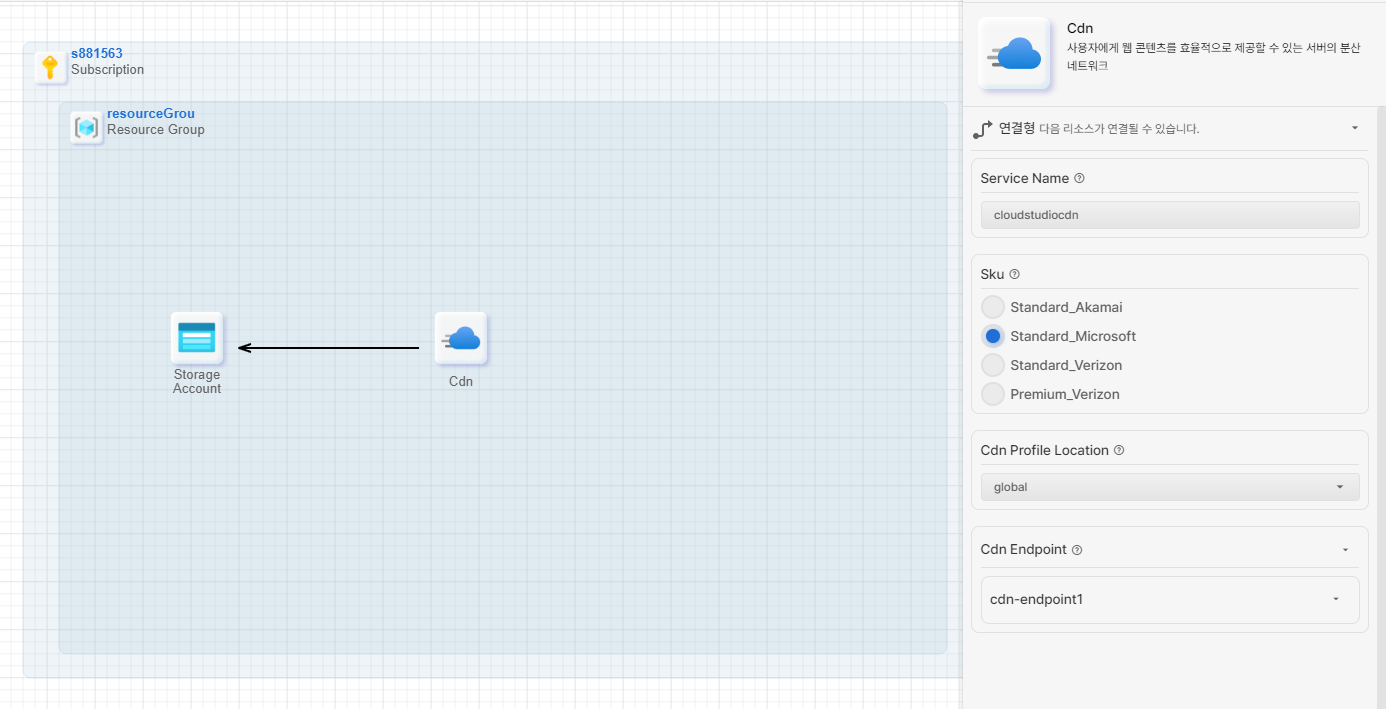 s881563
Subscription
resourceGrou
Resource Group
Storage
Account
Cdn
Cdn
사용자에게 웹 콘텐츠를 효율적으로 제공할 수 있는 서버의 분산
네트워크
연결형 다음 리소스가 연결될 수 있습니다.
Service Name
cloudstudiocdn
Sku
Standard_Akamai
Standard_Microsoft
Standard_Verizon
Premium_Verizon
Cdn Profile Location
global
Cdn Endpoint
cdn-endpoint1